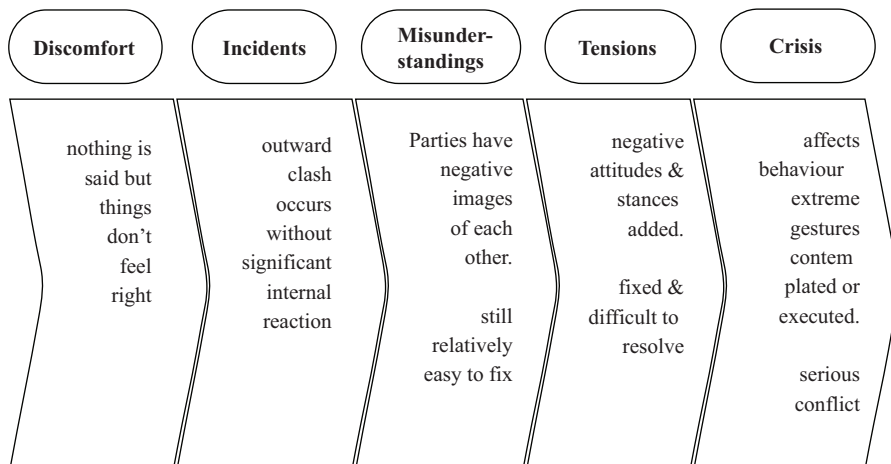 Discomfort
Incidents
Misunder-
standings
Tensions
Crisis
nothing is
said but
things
don’t
feel
right
outward
clash
occurs
without
significant
internal
reaction
Parties have
negative
images
of each
other.
still
relatively
easy to fix
negative
attitudes &
stances
added.
fixed &
difficult to
resolve
affects
behaviour
extreme
gestures
contem
plated or
executed.
serious
conflict